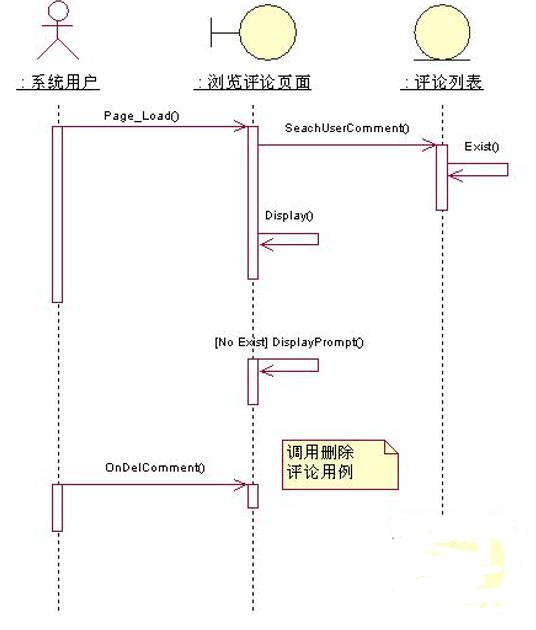 : 系统用户
: 浏览评论页面
: 评论列表
Page_Load()
SeachUserComment()
Exist()
Display()
[No Exist] DisplayPrompt()
调用删除
评论用例
OnDelComment()